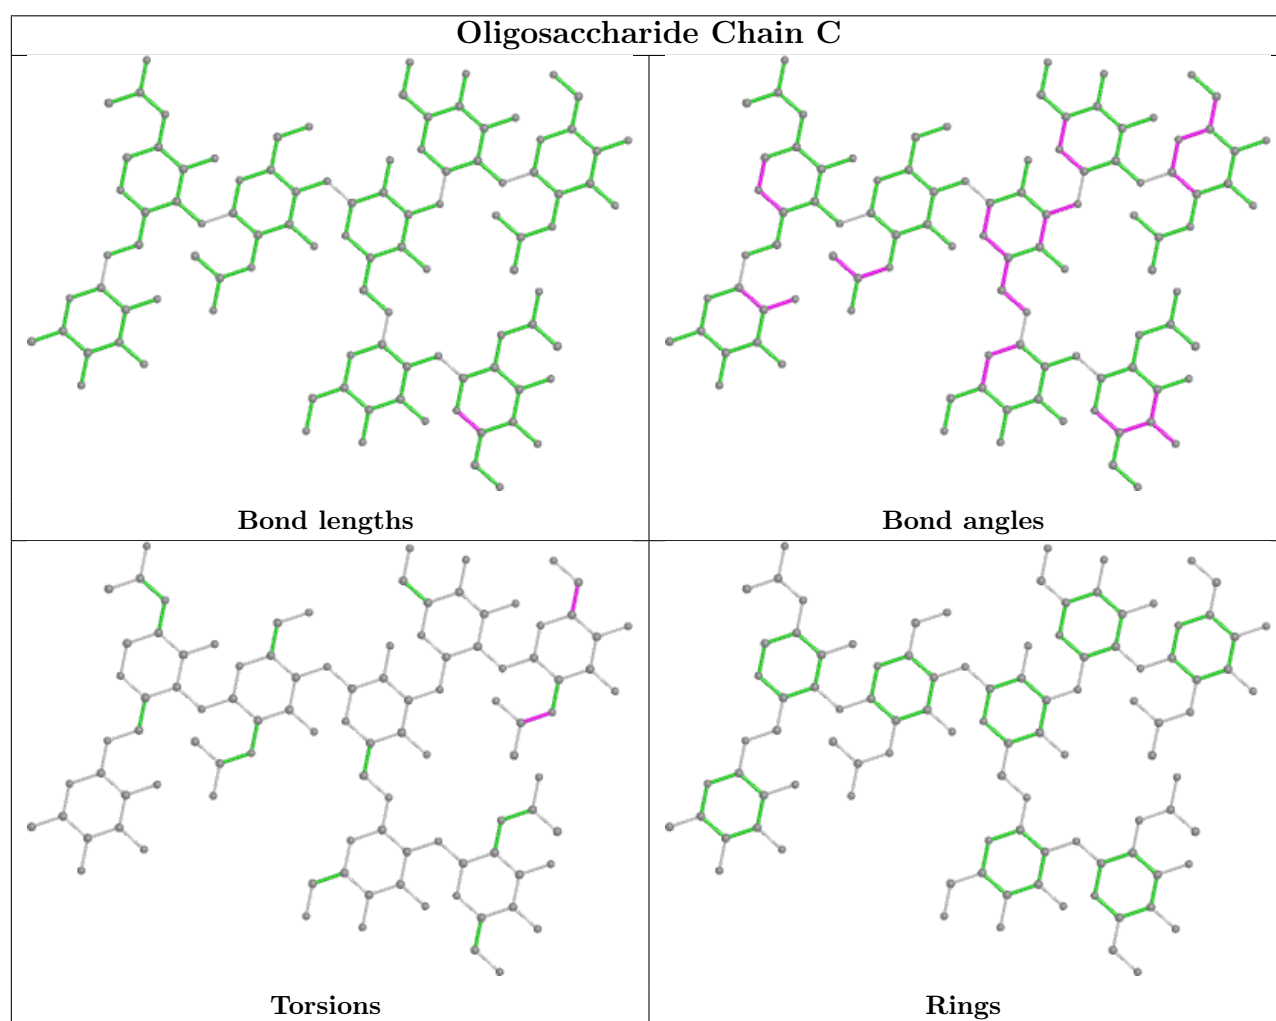 Oligosaccharide Chain C
Bond lengths
Bond angles
Torsions
Rings